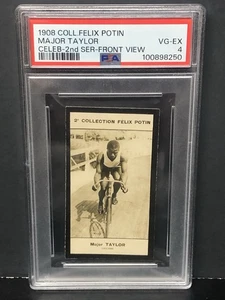 1908 COLL.FELIX POTIN
MAJOR TAYLOR
CELEB-2nd SER-FRONT VIEW
VG-EX
4
PSA
100898250
2e COLLECTION FELIX POTIN
Major TAYLOR